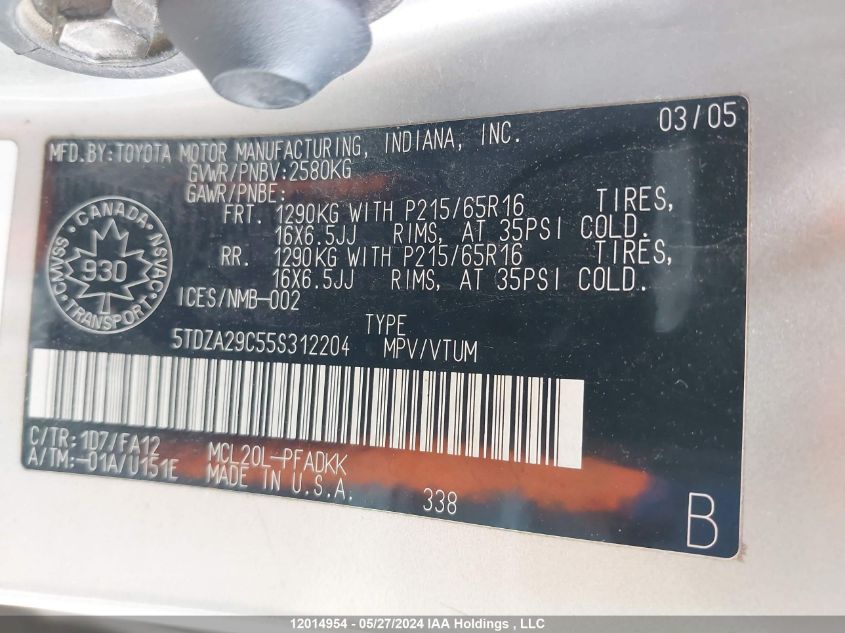 03/05
MFD.BY:TOYOTA MOTOR MANUFACTURING, INDIANA, INC.
GVWR/PNBV:2580KG
GAWR/PNBE:
FRT. 1290KG WITH P215/65R16 TIRES,
16X6.5JJ RIMS, AT 35PSI COLD.
RR. 1290KG WITH P215/65R16 TIRES,
16X6.5JJ RIMS, AT 35PSI COLD.
CANADA
CMVSS 930 NSVAC
TRANSPORT
ICES/NMB-002
TYPE
5TDZA29C55S312204 MPV/VTUM
C/TR:1D7/FA12 MCL20L-PFADKK
A/TM:-01A/U151E MADE IN U.S.A.
338
B
12014954 - 05/27/2024 IAA Holdings , LLC